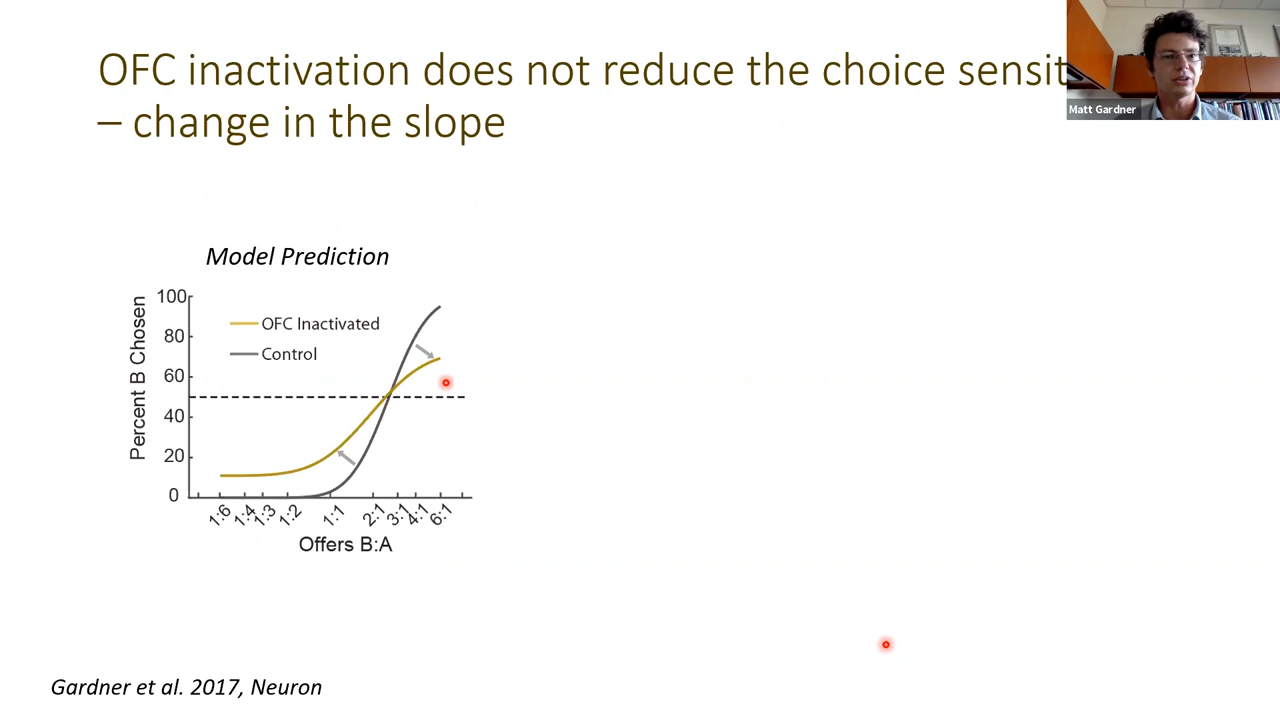 OFC inactivation does not reduce the choice sensit
– change in the slope
Matt Gardner
Model Prediction
Percent B Chosen
100
80
60
40
20
0
OFC Inactivated
Control
1:6 1:4 1:3 1:2 1:1 2:1 3:1 4:1 6:1
Offers B:A
Gardner et al. 2017, Neuron